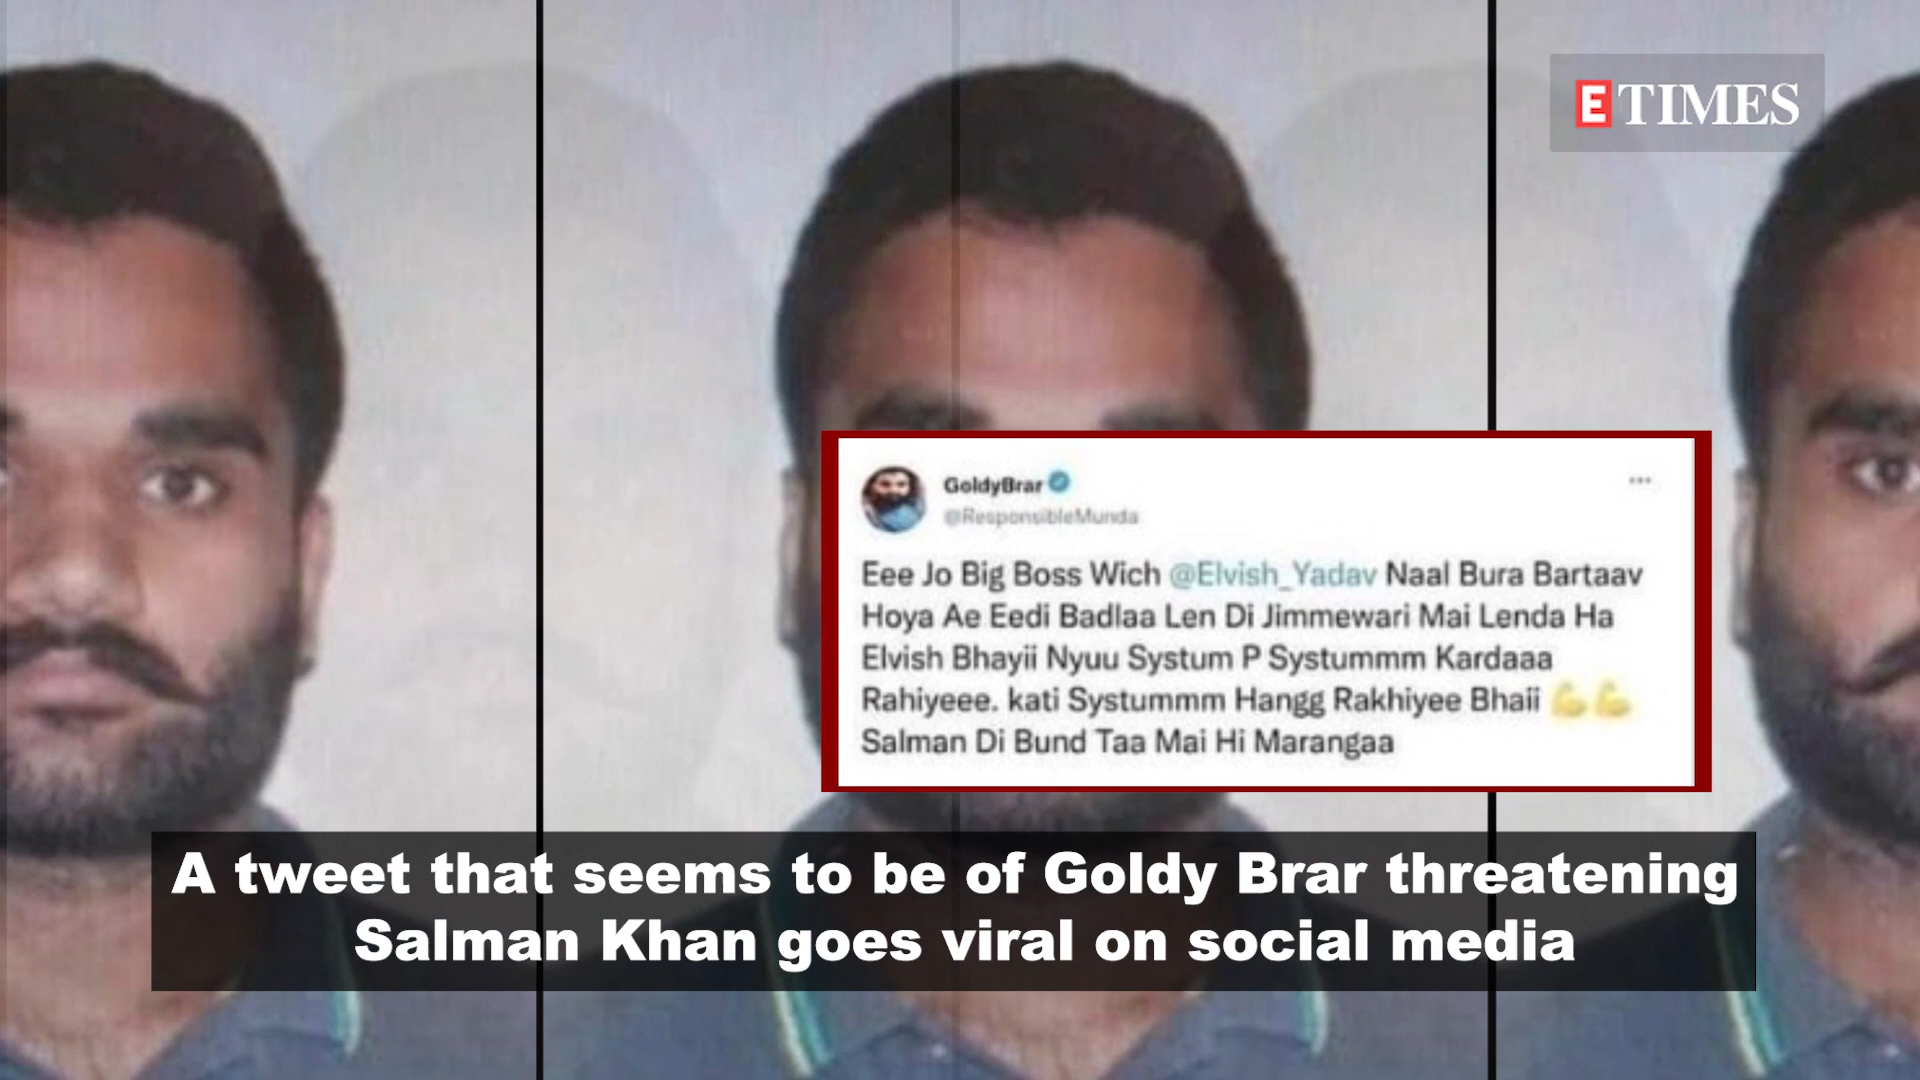 E TIMES
GoldyBrar
@ResponsibleMunda
Eee Jo Big Boss Wich @Elvish_Yadav Naal Bura Bartaav
Hoya Ae Eedi Badlaa Len Di Jimmewari Mai Lenda Ha
Elvish Bhayii Nyuu Systum P Systummm Kardaaa
Rahiyeee. kati Systummm Hangg Rakhiyee Bhaii 💪💪
Salman Di Bund Taa Mai Hi Marangaa
A tweet that seems to be of Goldy Brar threatening
Salman Khan goes viral on social media